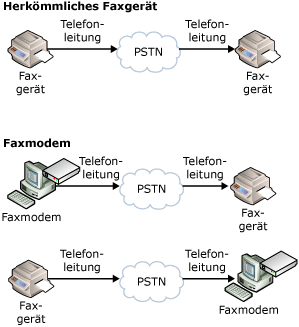 Herkömmliches Faxgerät
Telefon-
leitung
Telefon-
leitung
PSTN
Fax-
gerät
Fax-
gerät
Faxmodem
Telefon-
leitung
Telefon-
leitung
PSTN
Faxmodem
Fax-
gerät
Telefon-
leitung
Telefon-
leitung
PSTN
Fax-
gerät
Faxmodem